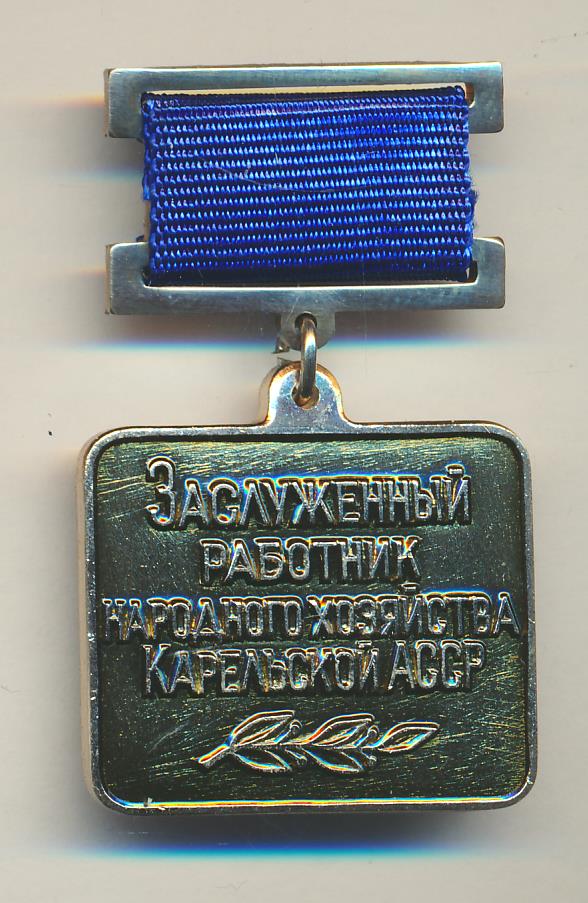 Заслуженный
работник
народного хозяйства
Карельской АССР